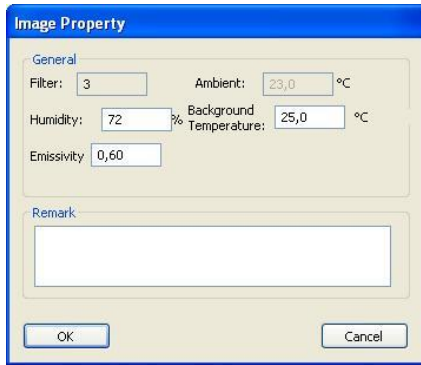 Image Property
General
Filter: 3 Ambient: 23,0 °C
Humidity: 72 % Background Temperature: 25,0 °C
Emissivity 0,60
Remark
OK Cancel